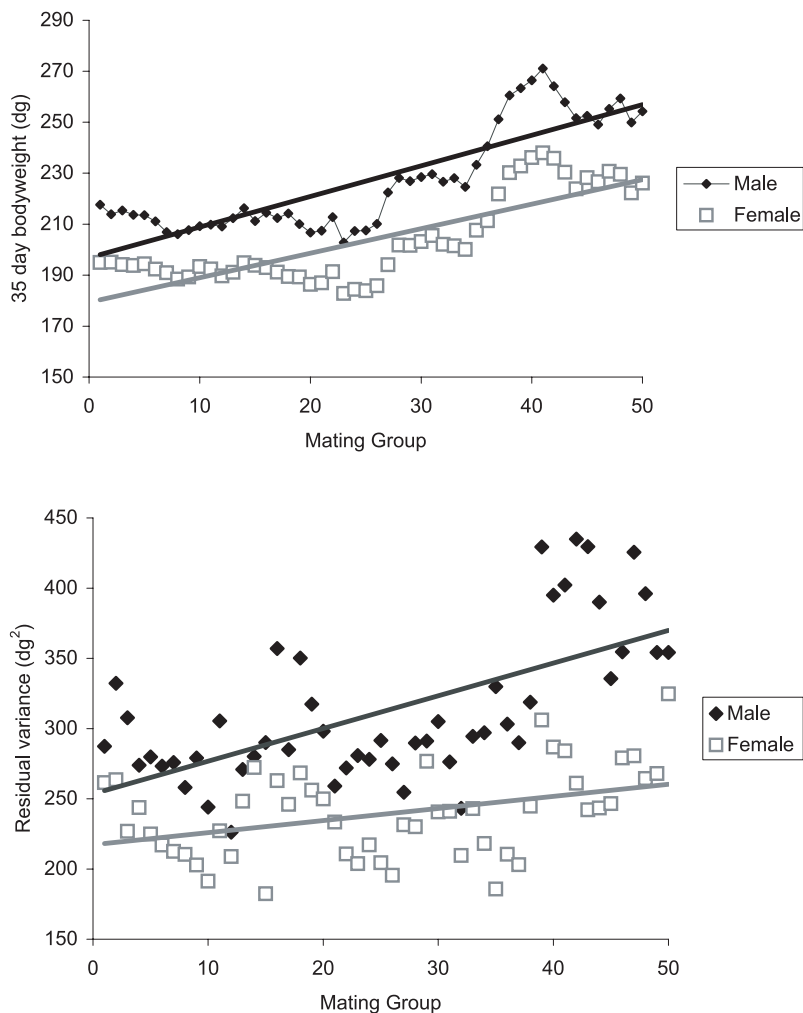 290
270
250
230
210
190
170
150
35 day bodyweight (dg)
0 10 20 30 40 50
Mating Group
Male
Female
450
400
350
300
250
200
150
Residual variance (dg²)
0 10 20 30 40 50
Mating Group
Male
Female